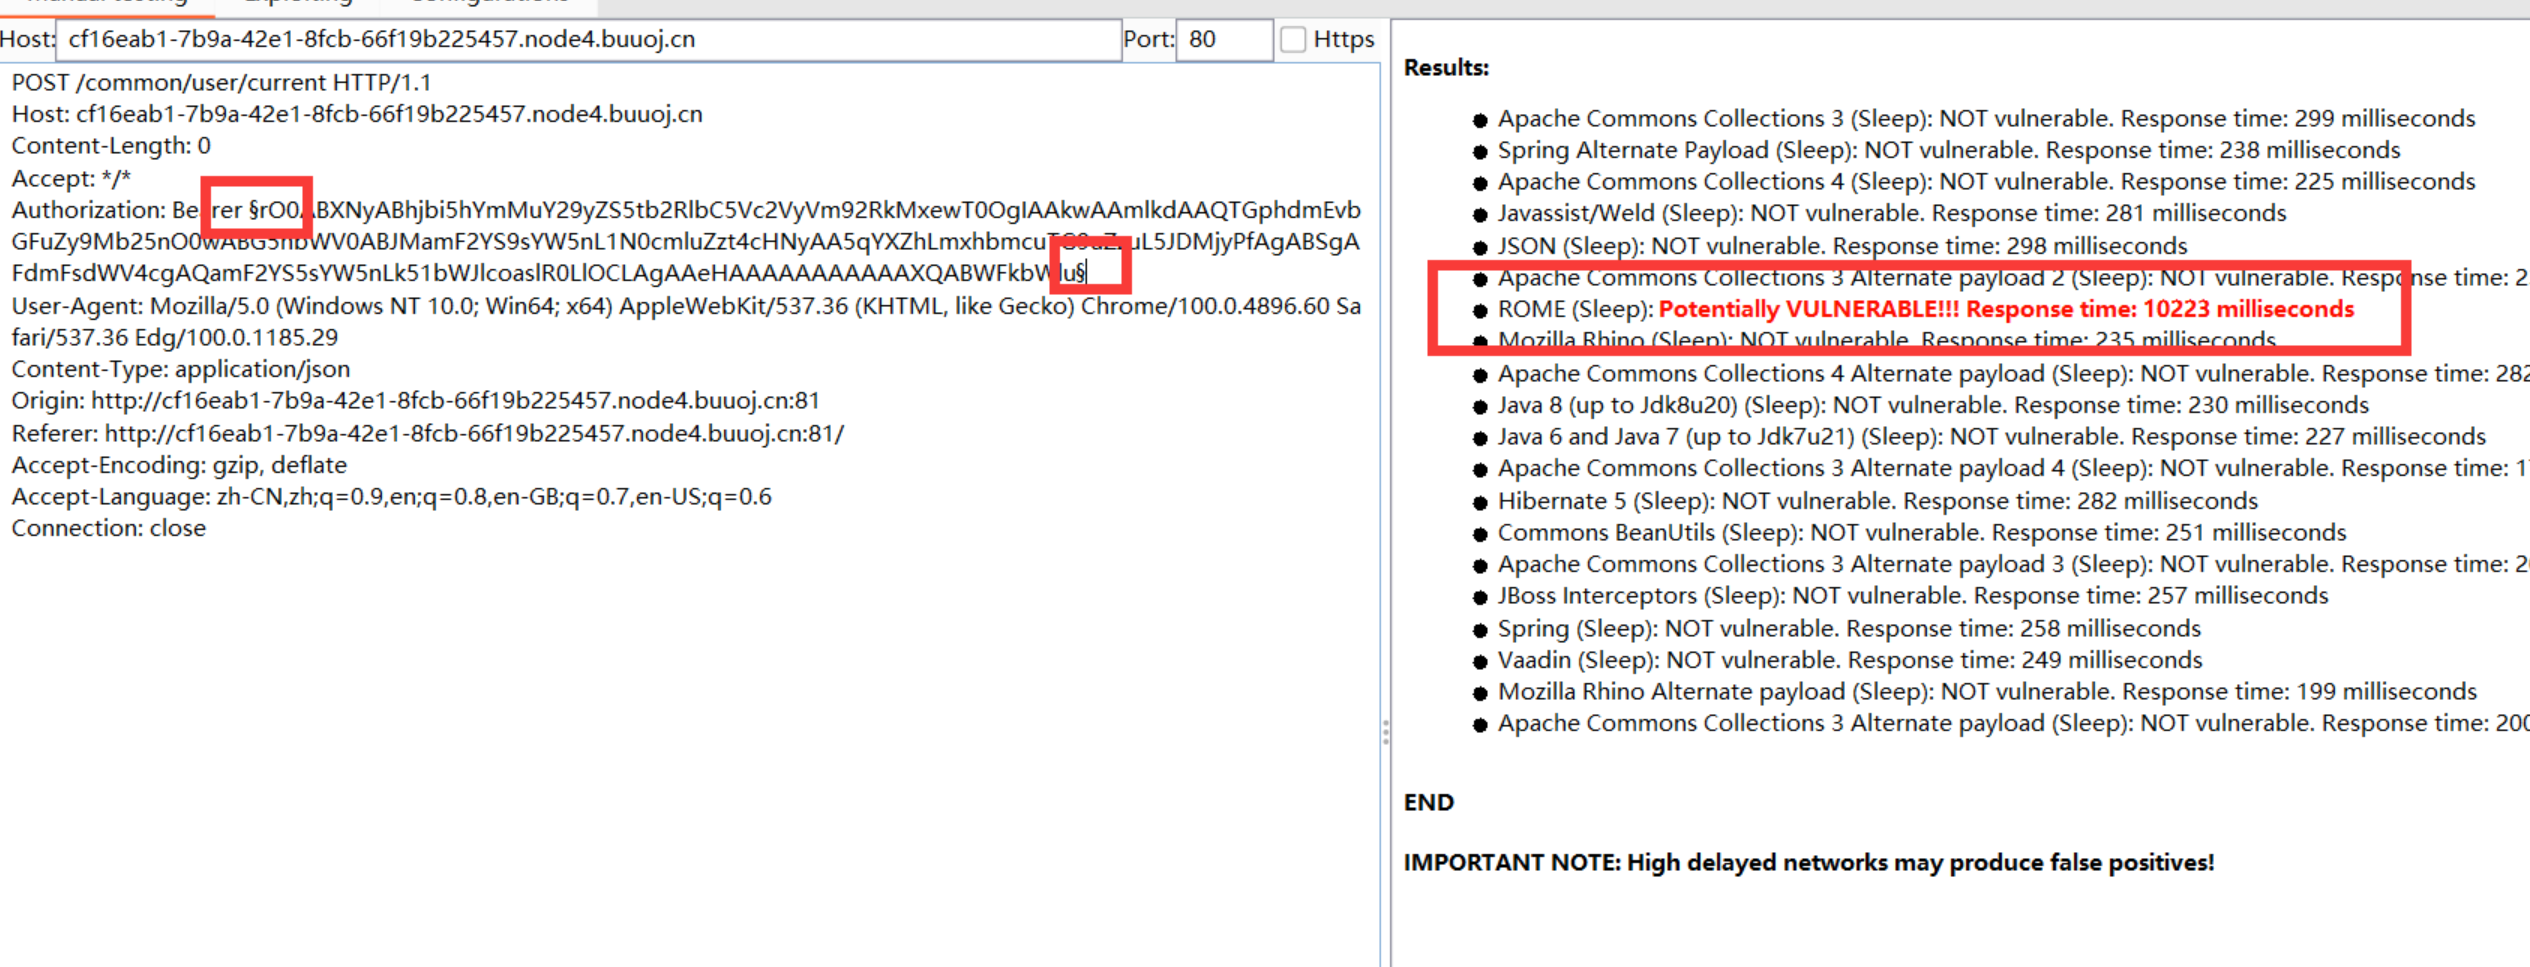 Manual testing Exploiting Configurations
Host: cf16eab1-7b9a-42e1-8fcb-66f19b225457.node4.buuoj.cn Port: 80 Https
POST /common/user/current HTTP/1.1
Host: cf16eab1-7b9a-42e1-8fcb-66f19b225457.node4.buuoj.cn
Content-Length: 0
Accept: */*
Authorization: Bearer §rO0ABXNyABhjbi5hYmMuY29yZS5tb2RlbC5Vc2VyVm92RkMxewT0OgIAAkwAAmlkdAAQTGphdmEvb
User-Agent: Mozilla/5.0 (Windows NT 10.0; Win64; x64) AppleWebKit/537.36 (KHTML, like Gecko) Chrome/100.0.4896.60 Sa
fari/537.36 Edg/100.0.1185.29
Content-Type: application/json
Origin: http://cf16eab1-7b9a-42e1-8fcb-66f19b225457.node4.buuoj.cn:81
Referer: http://cf16eab1-7b9a-42e1-8fcb-66f19b225457.node4.buuoj.cn:81/
Accept-Encoding: gzip, deflate
Accept-Language: zh-CN,zh;q=0.9,en;q=0.8,en-GB;q=0.7,en-US;q=0.6
Connection: close
Results:
Apache Commons Collections 3 (Sleep): NOT vulnerable. Response time: 299 milliseconds
Spring Alternate Payload (Sleep): NOT vulnerable. Response time: 238 milliseconds
Apache Commons Collections 4 (Sleep): NOT vulnerable. Response time: 225 milliseconds
Javassist/Weld (Sleep): NOT vulnerable. Response time: 281 milliseconds
JSON (Sleep): NOT vulnerable. Response time: 298 milliseconds
Apache Commons Collections 3 Alternate payload 2 (Sleep): NOT vulnerable. Response time: 2
ROME (Sleep): Potentially VULNERABLE!!! Response time: 10223 milliseconds
Mozilla Rhino (Sleep): NOT vulnerable. Response time: 235 milliseconds
Apache Commons Collections 4 Alternate payload (Sleep): NOT vulnerable. Response time: 282
Java 8 (up to Jdk8u20) (Sleep): NOT vulnerable. Response time: 230 milliseconds
Java 6 and Java 7 (up to Jdk7u21) (Sleep): NOT vulnerable. Response time: 227 milliseconds
Apache Commons Collections 3 Alternate payload 4 (Sleep): NOT vulnerable. Response time: 1
Hibernate 5 (Sleep): NOT vulnerable. Response time: 282 milliseconds
Commons BeanUtils (Sleep): NOT vulnerable. Response time: 251 milliseconds
Apache Commons Collections 3 Alternate payload 3 (Sleep): NOT vulnerable. Response time: 2
JBoss Interceptors (Sleep): NOT vulnerable. Response time: 257 milliseconds
Spring (Sleep): NOT vulnerable. Response time: 258 milliseconds
Vaadin (Sleep): NOT vulnerable. Response time: 249 milliseconds
Mozilla Rhino Alternate payload (Sleep): NOT vulnerable. Response time: 199 milliseconds
Apache Commons Collections 3 Alternate payload (Sleep): NOT vulnerable. Response time: 200
END
IMPORTANT NOTE: High delayed networks may produce false positives!